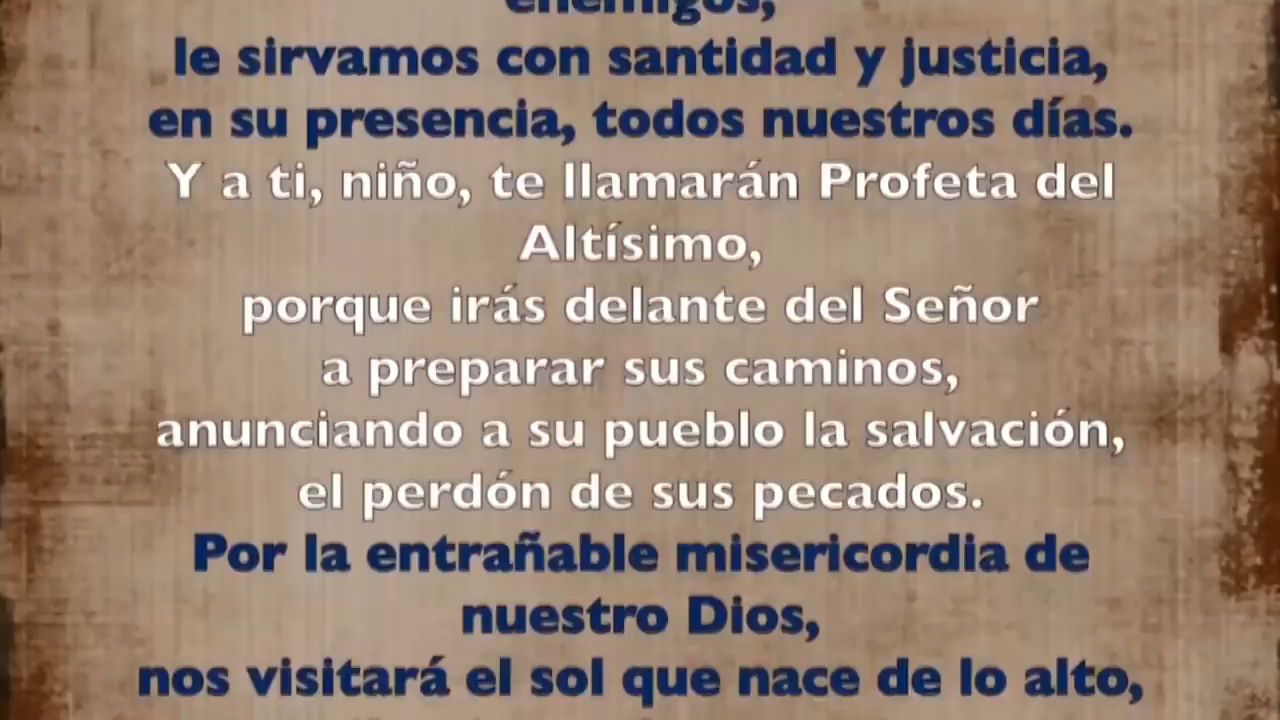 enemigos,
le sirvamos con santidad y justicia,
en su presencia, todos nuestros días.
Y a ti, niño, te llamarán Profeta del
Altísimo,
porque irás delante del Señor
a preparar sus caminos,
anunciando a su pueblo la salvación,
el perdón de sus pecados.
Por la entrañable misericordia de
nuestro Dios,
nos visitará el sol que nace de lo alto,